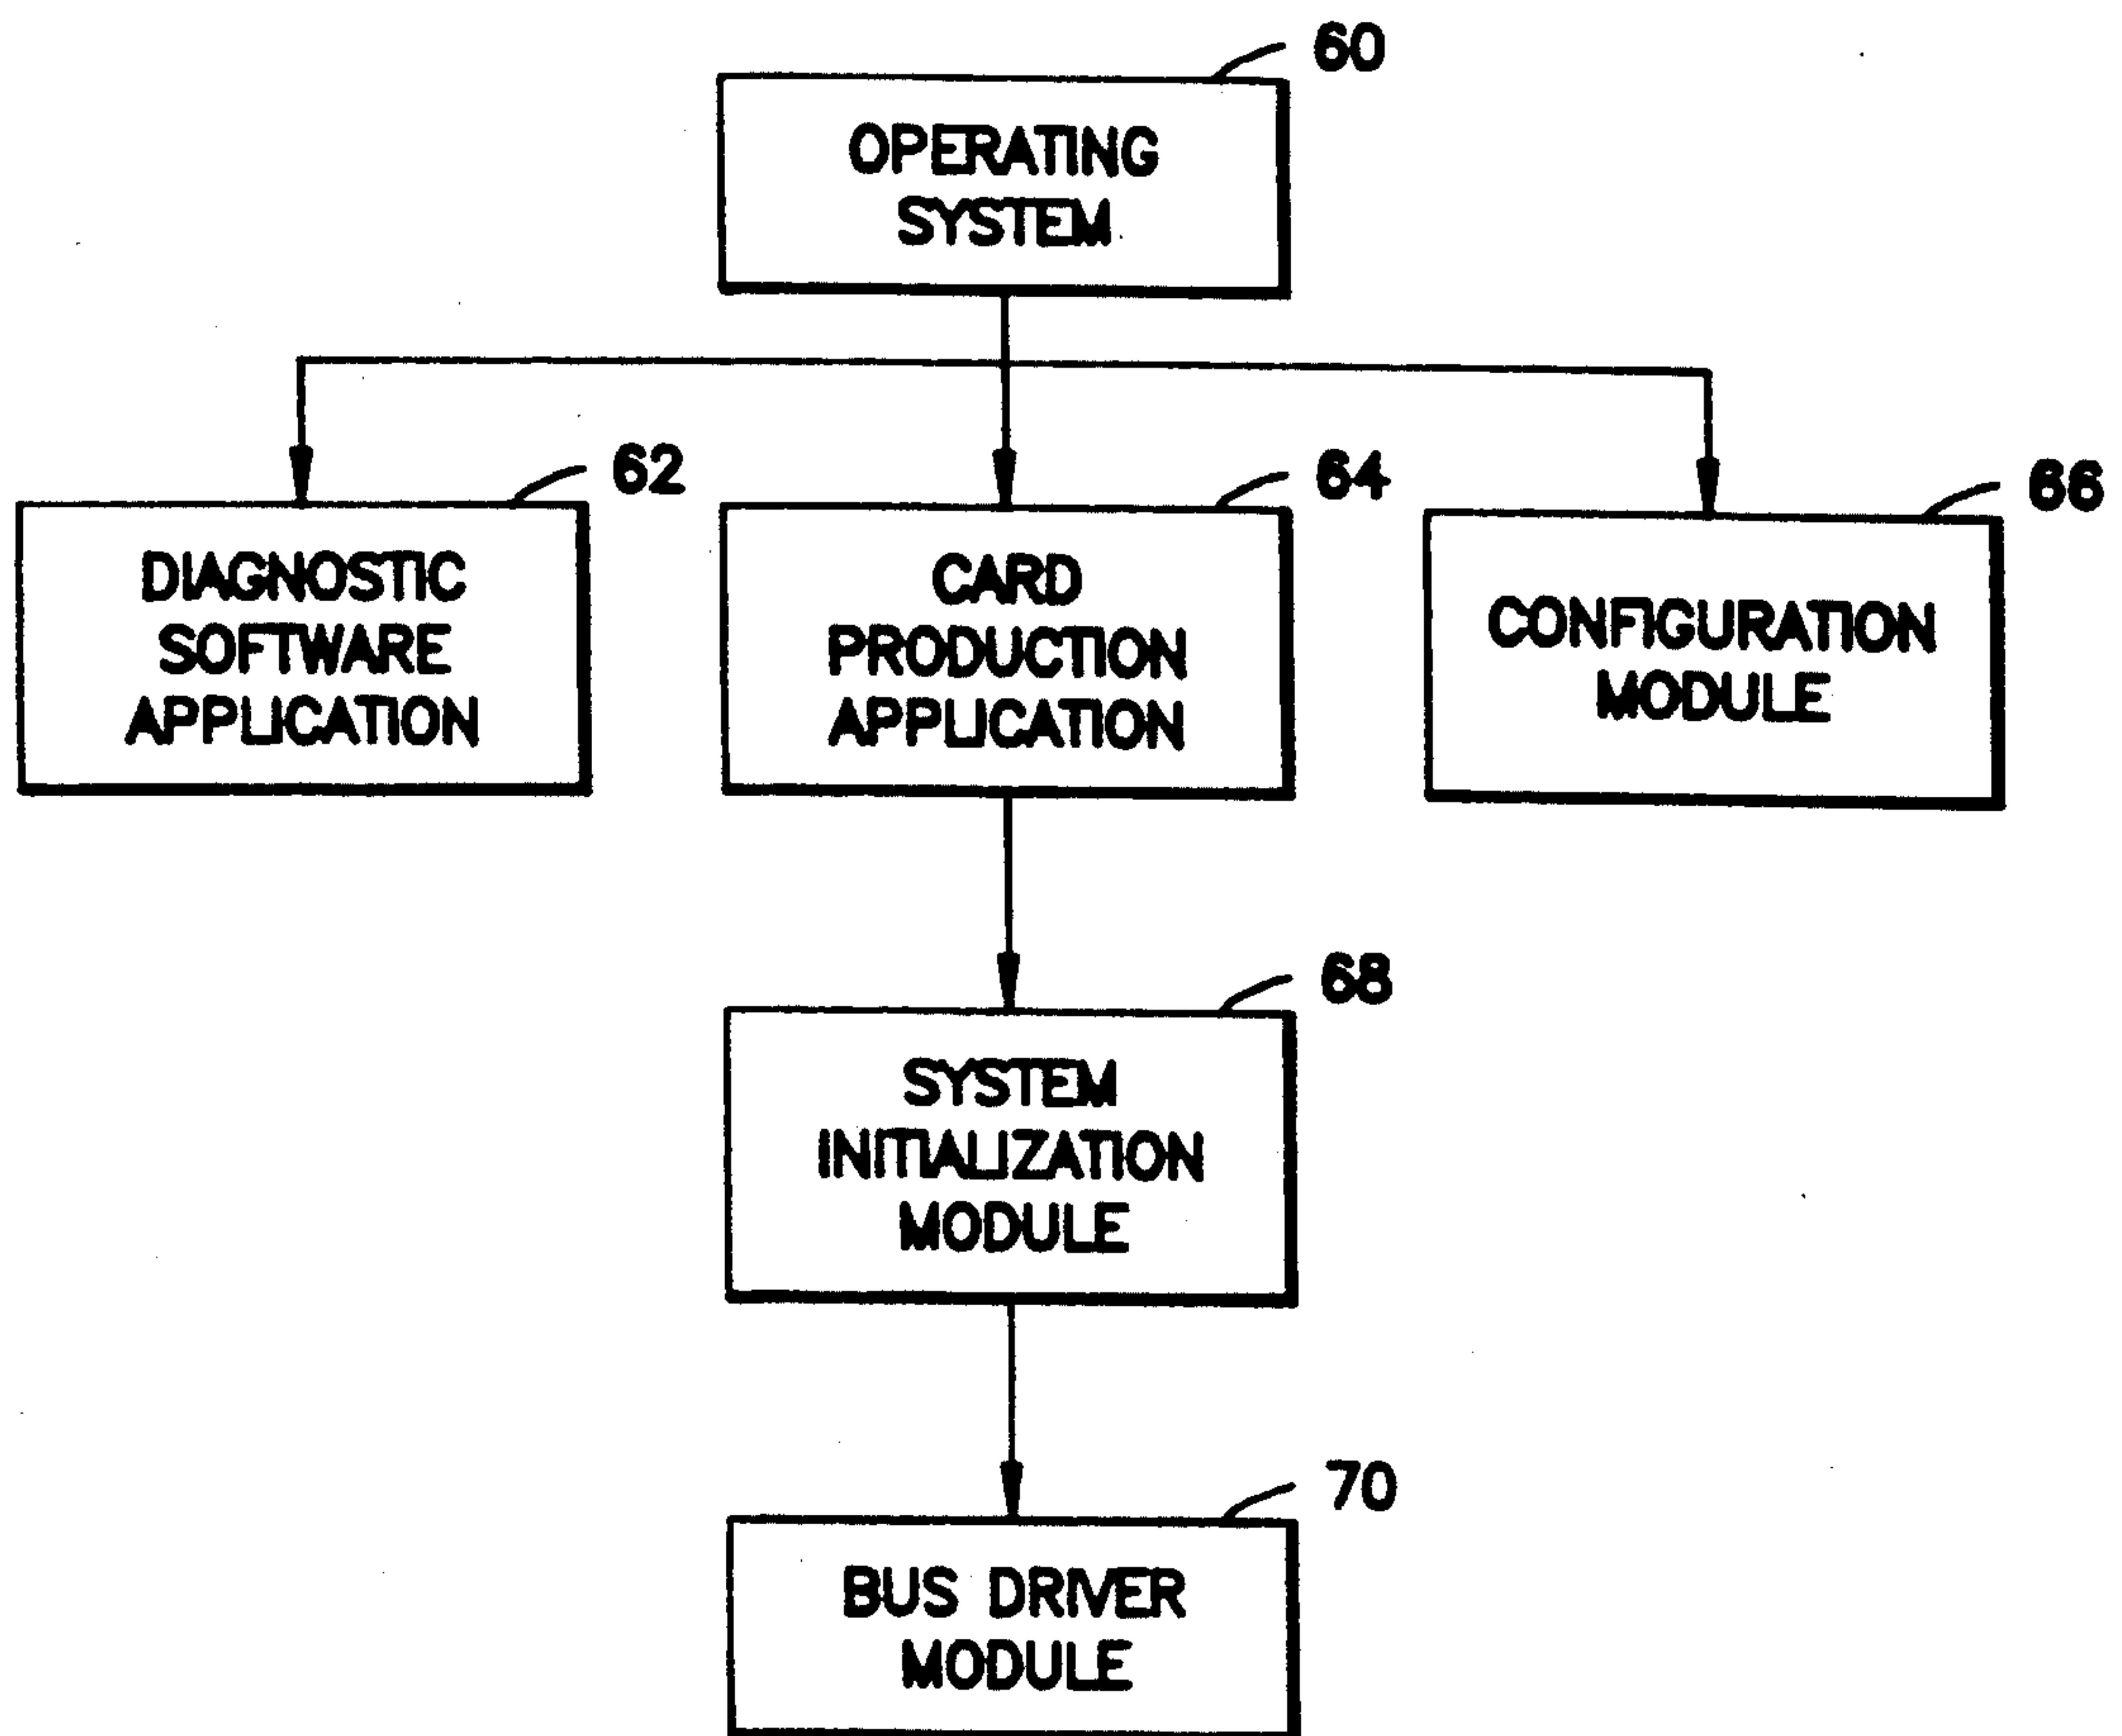 60
OPERATING
SYSTEM
62
DIAGNOSTIC
SOFTWARE
APPLICATION
64
CARD
PRODUCTION
APPLICATION
66
CONFIGURATION
MODULE
68
SYSTEM
INITIALIZATION
MODULE
70
BUS DRIVER
MODULE